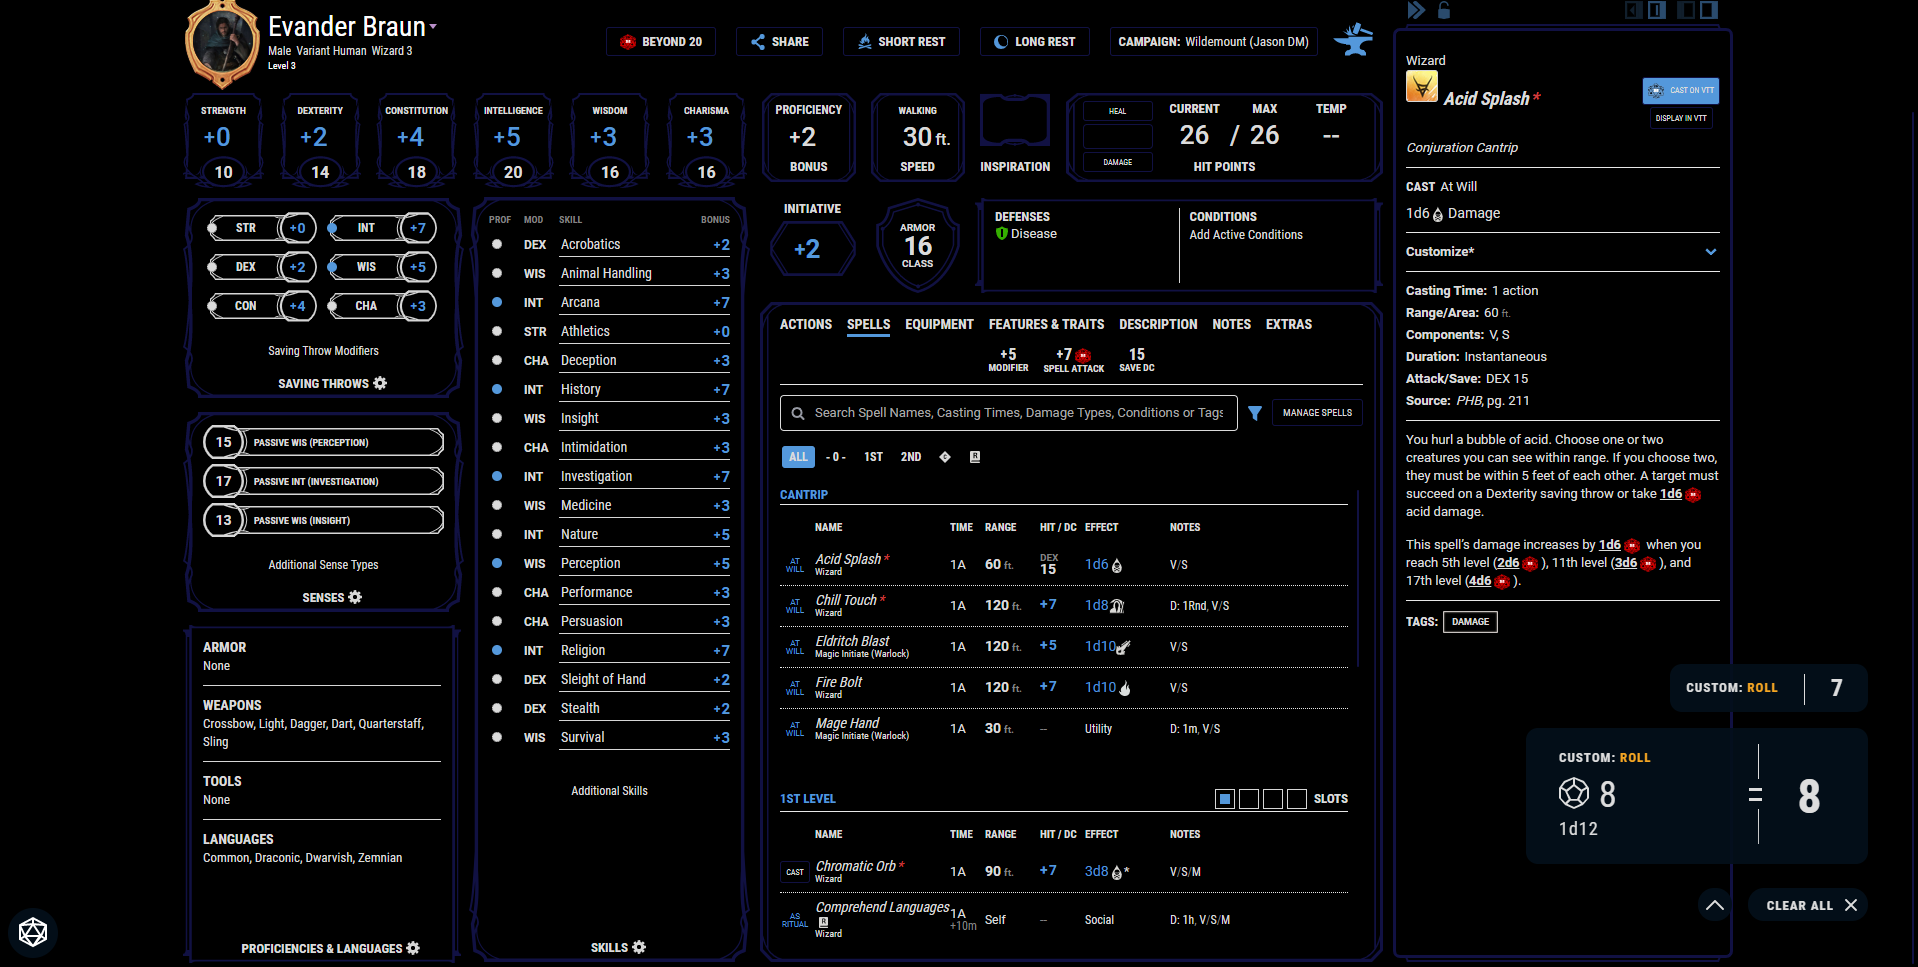 Evander Braun
Male Variant Human Wizard 3
Level 3
BEYOND 20
SHARE
SHORT REST
LONG REST
CAMPAIGN: Wildemount (Jason DM)
STRENGTH
+0
10
DEXTERITY
+2
14
CONSTITUTION
+4
18
INTELLIGENCE
+5
20
WISDOM
+3
16
CHARISMA
+3
16
PROFICIENCY
+2
BONUS
WALKING
30 ft.
SPEED
INSPIRATION
HEAL
DAMAGE
CURRENT MAX TEMP
26 / 26 --
HIT POINTS
STR +0 INT +7
DEX +2 WIS +5
CON +4 CHA +3
Saving Throw Modifiers
SAVING THROWS
15 PASSIVE WIS (PERCEPTION)
17 PASSIVE INT (INVESTIGATION)
13 PASSIVE WIS (INSIGHT)
Additional Sense Types
SENSES
ARMOR
None
WEAPONS
Crossbow, Light, Dagger, Dart, Quarterstaff,
Sling
TOOLS
None
LANGUAGES
Common, Draconic, Dwarvish, Zemnian
PROFICIENCIES & LANGUAGES
PROF MOD SKILL BONUS
DEX Acrobatics +2
WIS Animal Handling +3
INT Arcana +7
STR Athletics +0
CHA Deception +3
INT History +7
WIS Insight +3
CHA Intimidation +3
INT Investigation +7
WIS Medicine +3
INT Nature +5
WIS Perception +5
CHA Performance +3
CHA Persuasion +3
INT Religion +7
DEX Sleight of Hand +2
DEX Stealth +2
WIS Survival +3
Additional Skills
SKILLS
INITIATIVE
+2
ARMOR
16
CLASS
DEFENSES
Disease
CONDITIONS
Add Active Conditions
ACTIONS SPELLS EQUIPMENT FEATURES & TRAITS DESCRIPTION NOTES EXTRAS
+5 +7 15
MODIFIER SPELL ATTACK SAVE DC
Search Spell Names, Casting Times, Damage Types, Conditions or Tags
MANAGE SPELLS
ALL - 0 - 1ST 2ND C R
CANTRIP
NAME TIME RANGE HIT / DC EFFECT NOTES
AT WILL Acid Splash * Wizard 1A 60 ft. DEX 15 1d6 V/S
AT WILL Chill Touch * Wizard 1A 120 ft. +7 1d8 D: 1Rnd, V/S
AT WILL Eldritch Blast Magic Initiate (Warlock) 1A 120 ft. +5 1d10 V/S
AT WILL Fire Bolt Wizard 1A 120 ft. +7 1d10 V/S
AT WILL Mage Hand Magic Initiate (Warlock) 1A 30 ft. -- Utility D: 1m, V/S
1ST LEVEL SLOTS
NAME TIME RANGE HIT / DC EFFECT NOTES
CAST Chromatic Orb * Wizard 1A 90 ft. +7 3d8 * V/S/M
AS RITUAL Comprehend Languages R Wizard 1A +10m Self -- Social D: 1h, V/S/M
Wizard
Acid Splash *
CAST ON VTT
DISPLAY IN VTT
Conjuration Cantrip
CAST At Will
1d6 Damage
Customize*
Casting Time: 1 action
Range/Area: 60 ft.
Components: V, S
Duration: Instantaneous
Attack/Save: DEX 15
Source: PHB, pg. 211
You hurl a bubble of acid. Choose one or two
creatures you can see within range. If you choose two,
they must be within 5 feet of each other. A target must
succeed on a Dexterity saving throw or take 1d6
acid damage.
This spell's damage increases by 1d6 when you
reach 5th level (2d6 ), 11th level (3d6 ), and
17th level (4d6 ).
TAGS: DAMAGE
CUSTOM: ROLL 7
CUSTOM: ROLL
8 = 8
1d12
CLEAR ALL